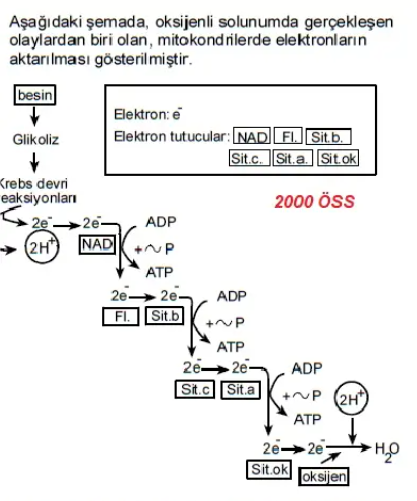 Aşağıdaki şemada, oksijenli solunumda gerçekleşen
olaylardan biri olan, mitokondrilerde elektronların
aktarılması gösterilmiştir.
besin
Elektron: e⁻
Elektron tutucular: NAD Fl. Sit.b.
Sit.c. Sit.a. Sit.ok
Glikoliz
2000 ÖSS
Krebs devri
reaksiyonları
2e⁻ 2e⁻ ADP
2H⁺ NAD +~P
ATP
2e⁻ 2e⁻ ADP
Fl. Sit.b +~P
ATP
2e⁻ 2e⁻ ADP
Sit.c Sit.a +~P 2H⁺
ATP
2e⁻ 2e⁻ H₂O
Sit.ok oksijen